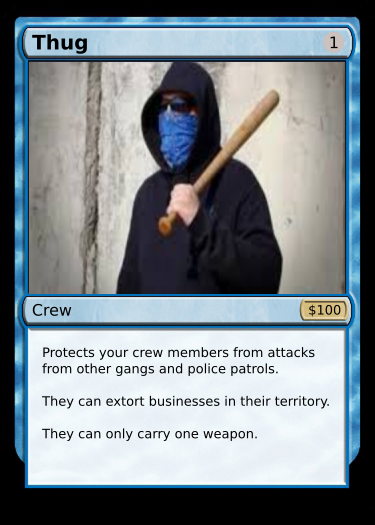 Thug 1
Crew $100
Protects your crew members from attacks
from other gangs and police patrols.
They can extort businesses in their territory.
They can only carry one weapon.